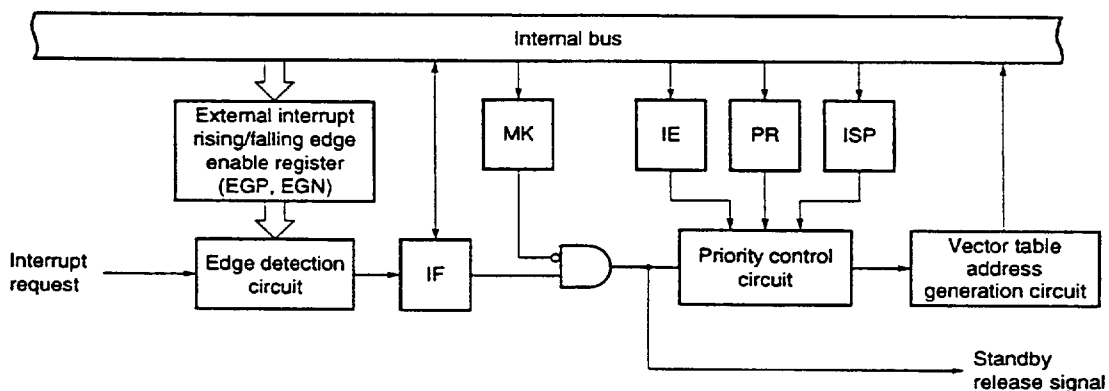 Internal bus
External interrupt
rising/falling edge
enable register
(EGP, EGN)
MK
IE
PR
ISP
Interrupt
request
Edge detection
circuit
IF
Priority control
circuit
Vector table
address
generation circuit
Standby
release signal